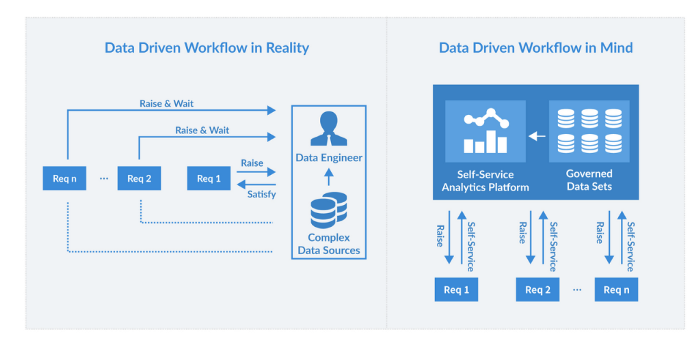 Data Driven Workflow in Reality
Raise & Wait
Raise & Wait
Req n
...
Req 2
Req 1
Raise
Satisfy
Data Engineer
Complex
Data Sources
Data Driven Workflow in Mind
Self-Service
Analytics Platform
Governed
Data Sets
Raise
Self-Service
Raise
Self-Service
Raise
Self-Service
Req 1
Req 2
...
Req n